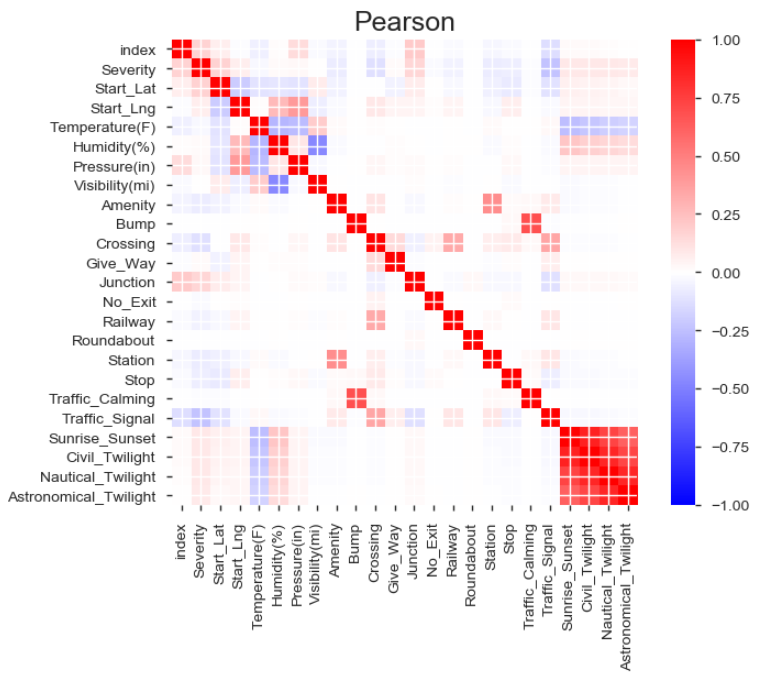 Pearson
index
Severity
Start_Lat
Start_Lng
Temperature(F)
Humidity(%)
Pressure(in)
Visibility(mi)
Amenity
Bump
Crossing
Give_Way
Junction
No_Exit
Railway
Roundabout
Station
Stop
Traffic_Calming
Traffic_Signal
Sunrise_Sunset
Civil_Twilight
Nautical_Twilight
Astronomical_Twilight
index
Severity
Start_Lat
Start_Lng
Temperature(F)
Humidity(%)
Pressure(in)
Visibility(mi)
Amenity
Bump
Crossing
Give_Way
Junction
No_Exit
Railway
Roundabout
Station
Stop
Traffic_Calming
Traffic_Signal
Sunrise_Sunset
Civil_Twilight
Nautical_Twilight
Astronomical_Twilight
1.00
0.75
0.50
0.25
0.00
−0.25
−0.50
−0.75
−1.00